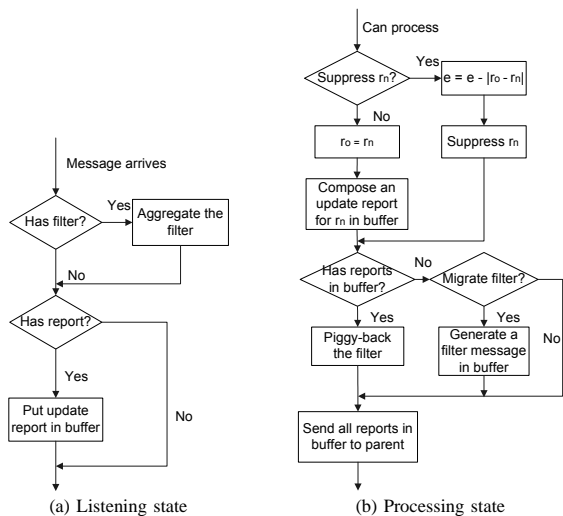 Message arrives
Has filter?
Yes
Aggregate the
filter
No
Has report?
Yes
No
Put update
report in buffer
(a) Listening state
Can process
Suppress rn?
Yes
e = e - |ro - rn|
No
ro = rn
Suppress rn
Compose an
update report
for rn in buffer
Has reports
in buffer?
No
Migrate filter?
Yes
Yes
No
Piggy-back
the filter
Generate a
filter message
in buffer
Send all reports in
buffer to parent
(b) Processing state